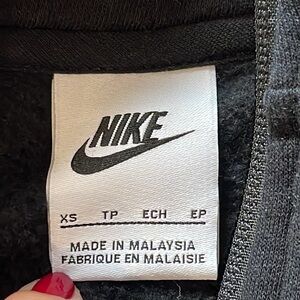 NIKE
XS TP ECH EP
MADE IN MALAYSIA
FABRIQUE EN MALAISIE